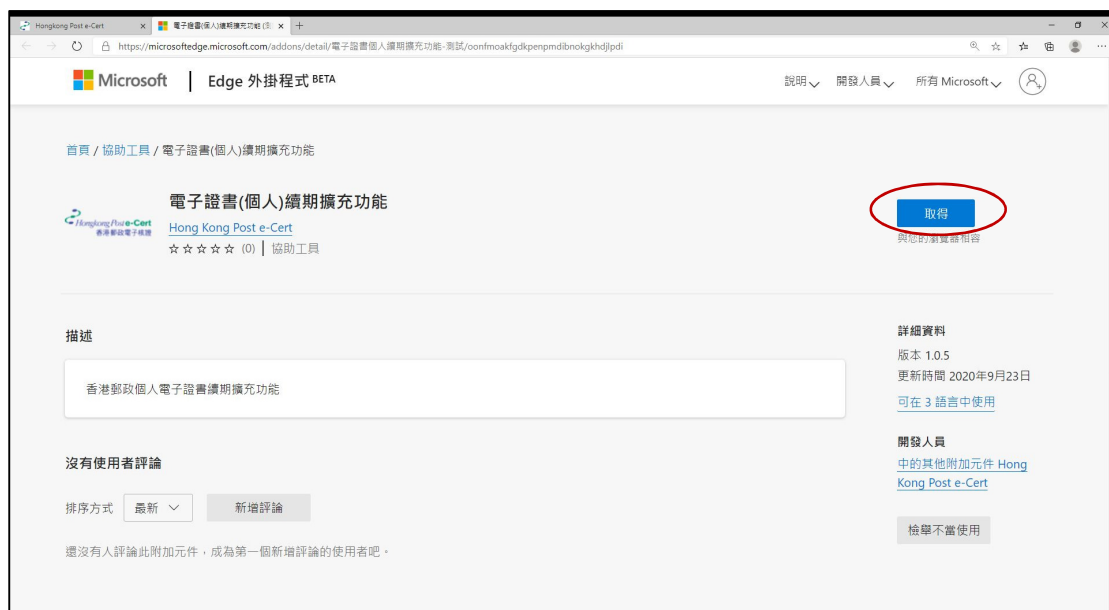 Hongkong Post e-Cert
電子證書(個人)續期擴充功能 (測
https://microsoftedge.microsoft.com/addons/detail/電子證書個人續期擴充功能-測試/oonfmoakfgdkpenpmdibnokgkhdjlpdi
Microsoft | Edge 外掛程式 BETA
說明 開發人員 所有 Microsoft
首頁 / 協助工具 / 電子證書(個人)續期擴充功能
Hongkong Post e-Cert
香港郵政電子核證
電子證書(個人)續期擴充功能
Hong Kong Post e-Cert
(0) | 協助工具
取得
與您的瀏覽器相容
描述
香港郵政個人電子證書續期擴充功能
詳細資料
版本 1.0.5
更新時間 2020年9月23日
可在 3 語言中使用
開發人員
中的其他附加元件 Hong
Kong Post e-Cert
檢舉不當使用
沒有使用者評論
排序方式 最新 新增評論
還沒有人評論此附加元件,成為第一個新增評論的使用者吧。